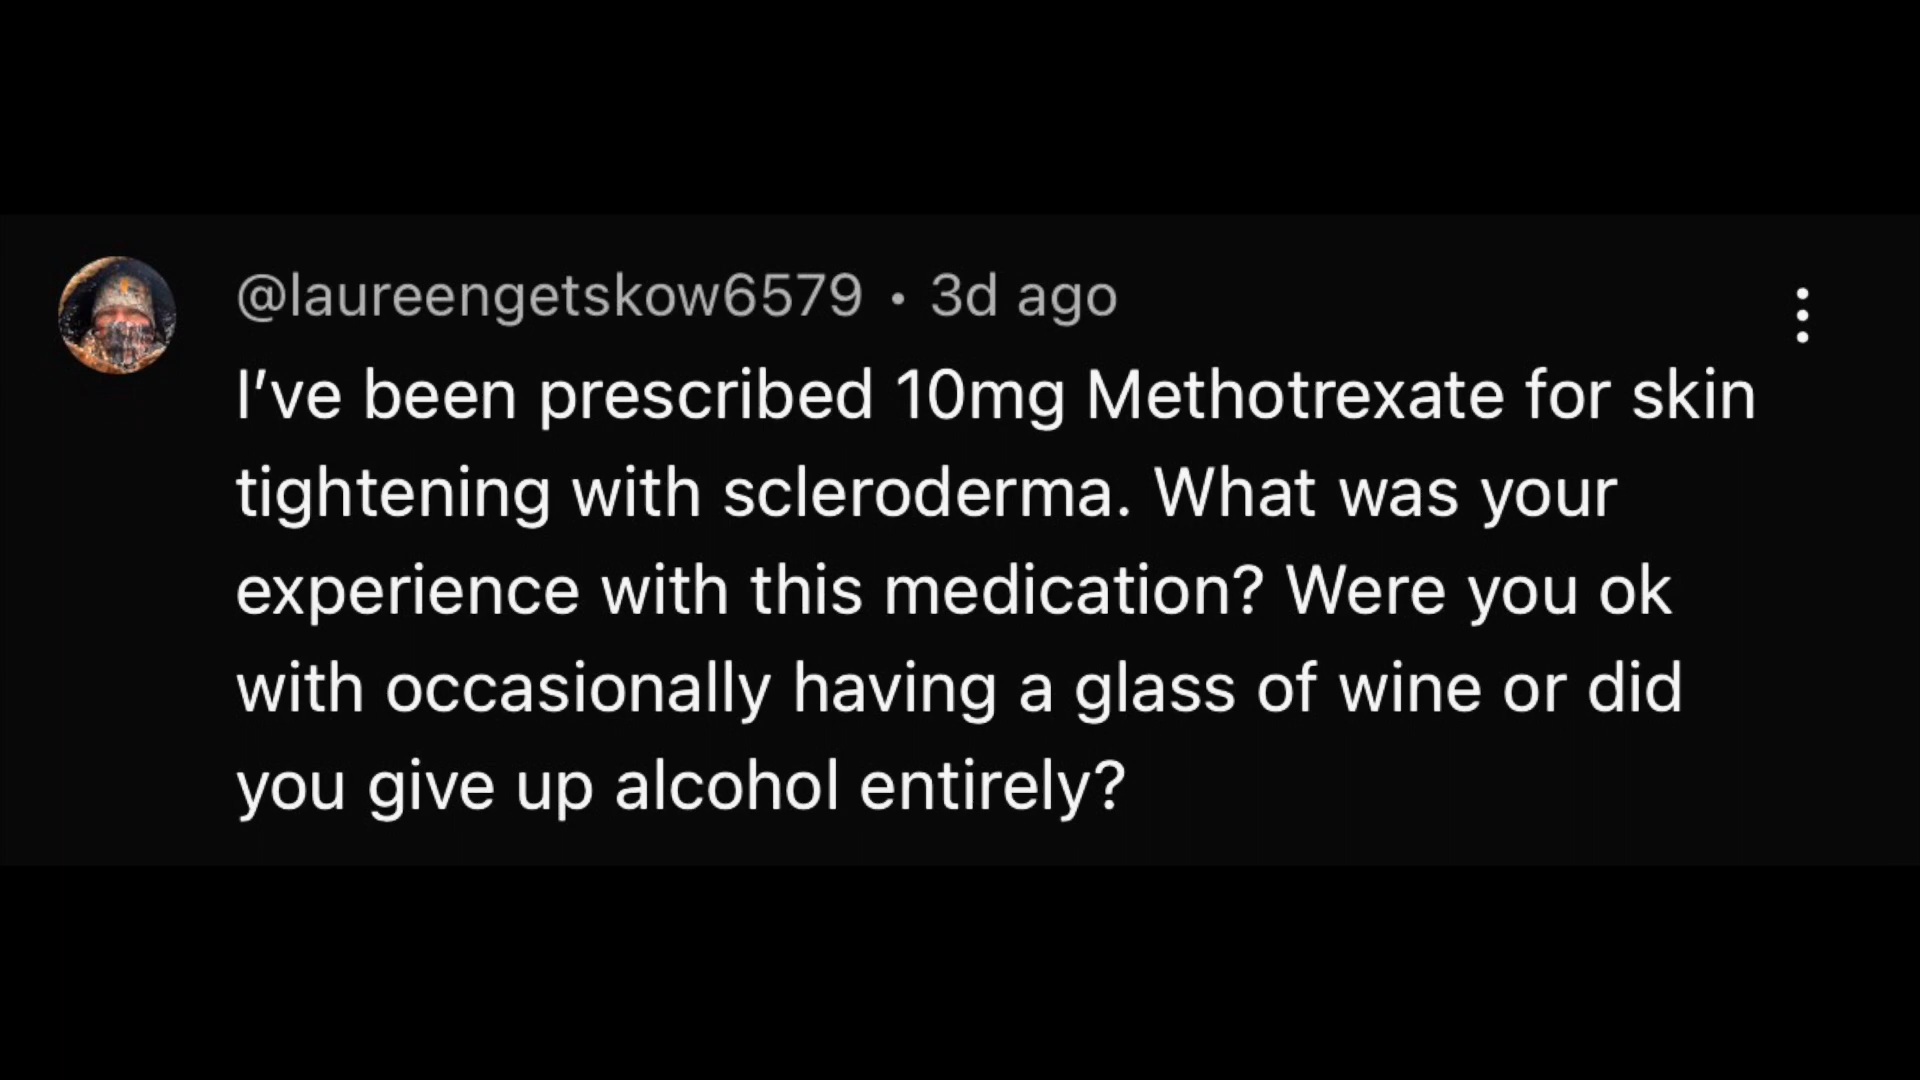 @laureengetskow6579 • 3d ago
I’ve been prescribed 10mg Methotrexate for skin
tightening with scleroderma. What was your
experience with this medication? Were you ok
with occasionally having a glass of wine or did
you give up alcohol entirely?